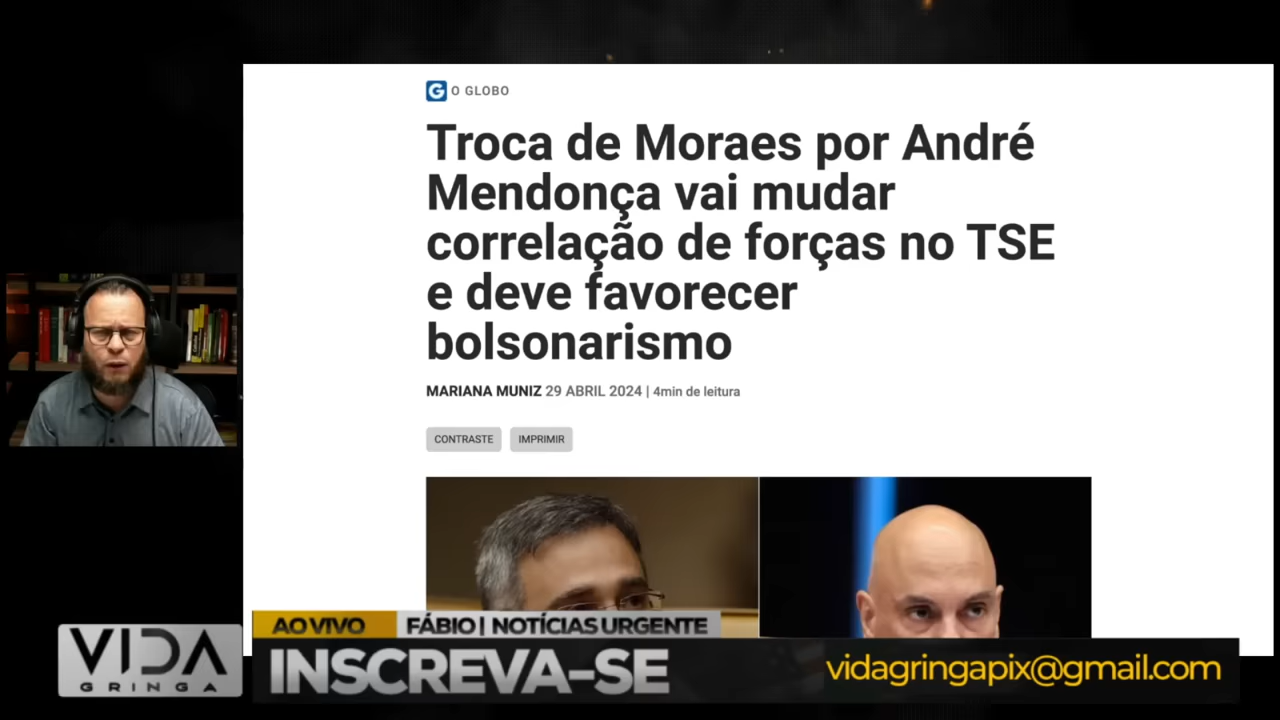 O GLOBO
Troca de Moraes por André
Mendonça vai mudar
correlação de forças no TSE
e deve favorecer
bolsonarismo
MARIANA MUNIZ 29 ABRIL 2024 | 4min de leitura
CONTRASTE IMPRIMIR
AO VIVO FÁBIO | NOTÍCIAS URGENTE
VIDA
GRINGA
INSCREVA-SE
vidagringapix@gmail.com